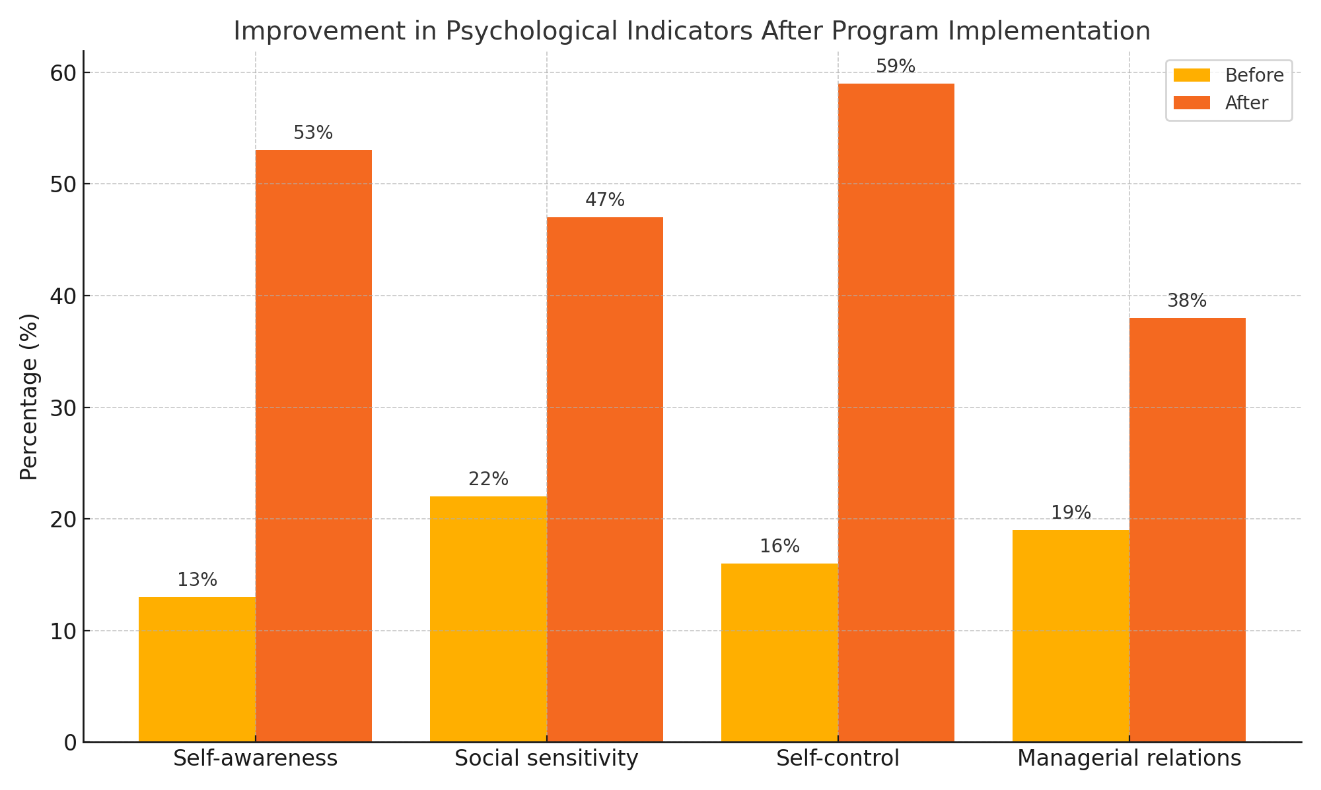 Improvement in Psychological Indicators After Program Implementation
Before
After
Percentage (%)
60
50
40
30
20
10
0
13%
53%
22%
47%
16%
59%
19%
38%
Self-awareness
Social sensitivity
Self-control
Managerial relations